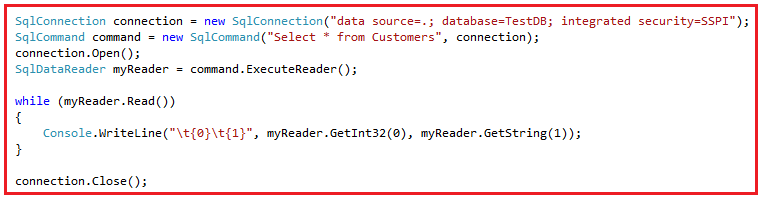 SqlConnection connection = new SqlConnection("data source=.; database=TestDB; integrated security=SSPI");
SqlCommand command = new SqlCommand("Select * from Customers", connection);
connection.Open();
SqlDataReader myReader = command.ExecuteReader();

while (myReader.Read())
{
    Console.WriteLine("\t{0}\t{1}", myReader.GetInt32(0), myReader.GetString(1));
}

connection.Close();